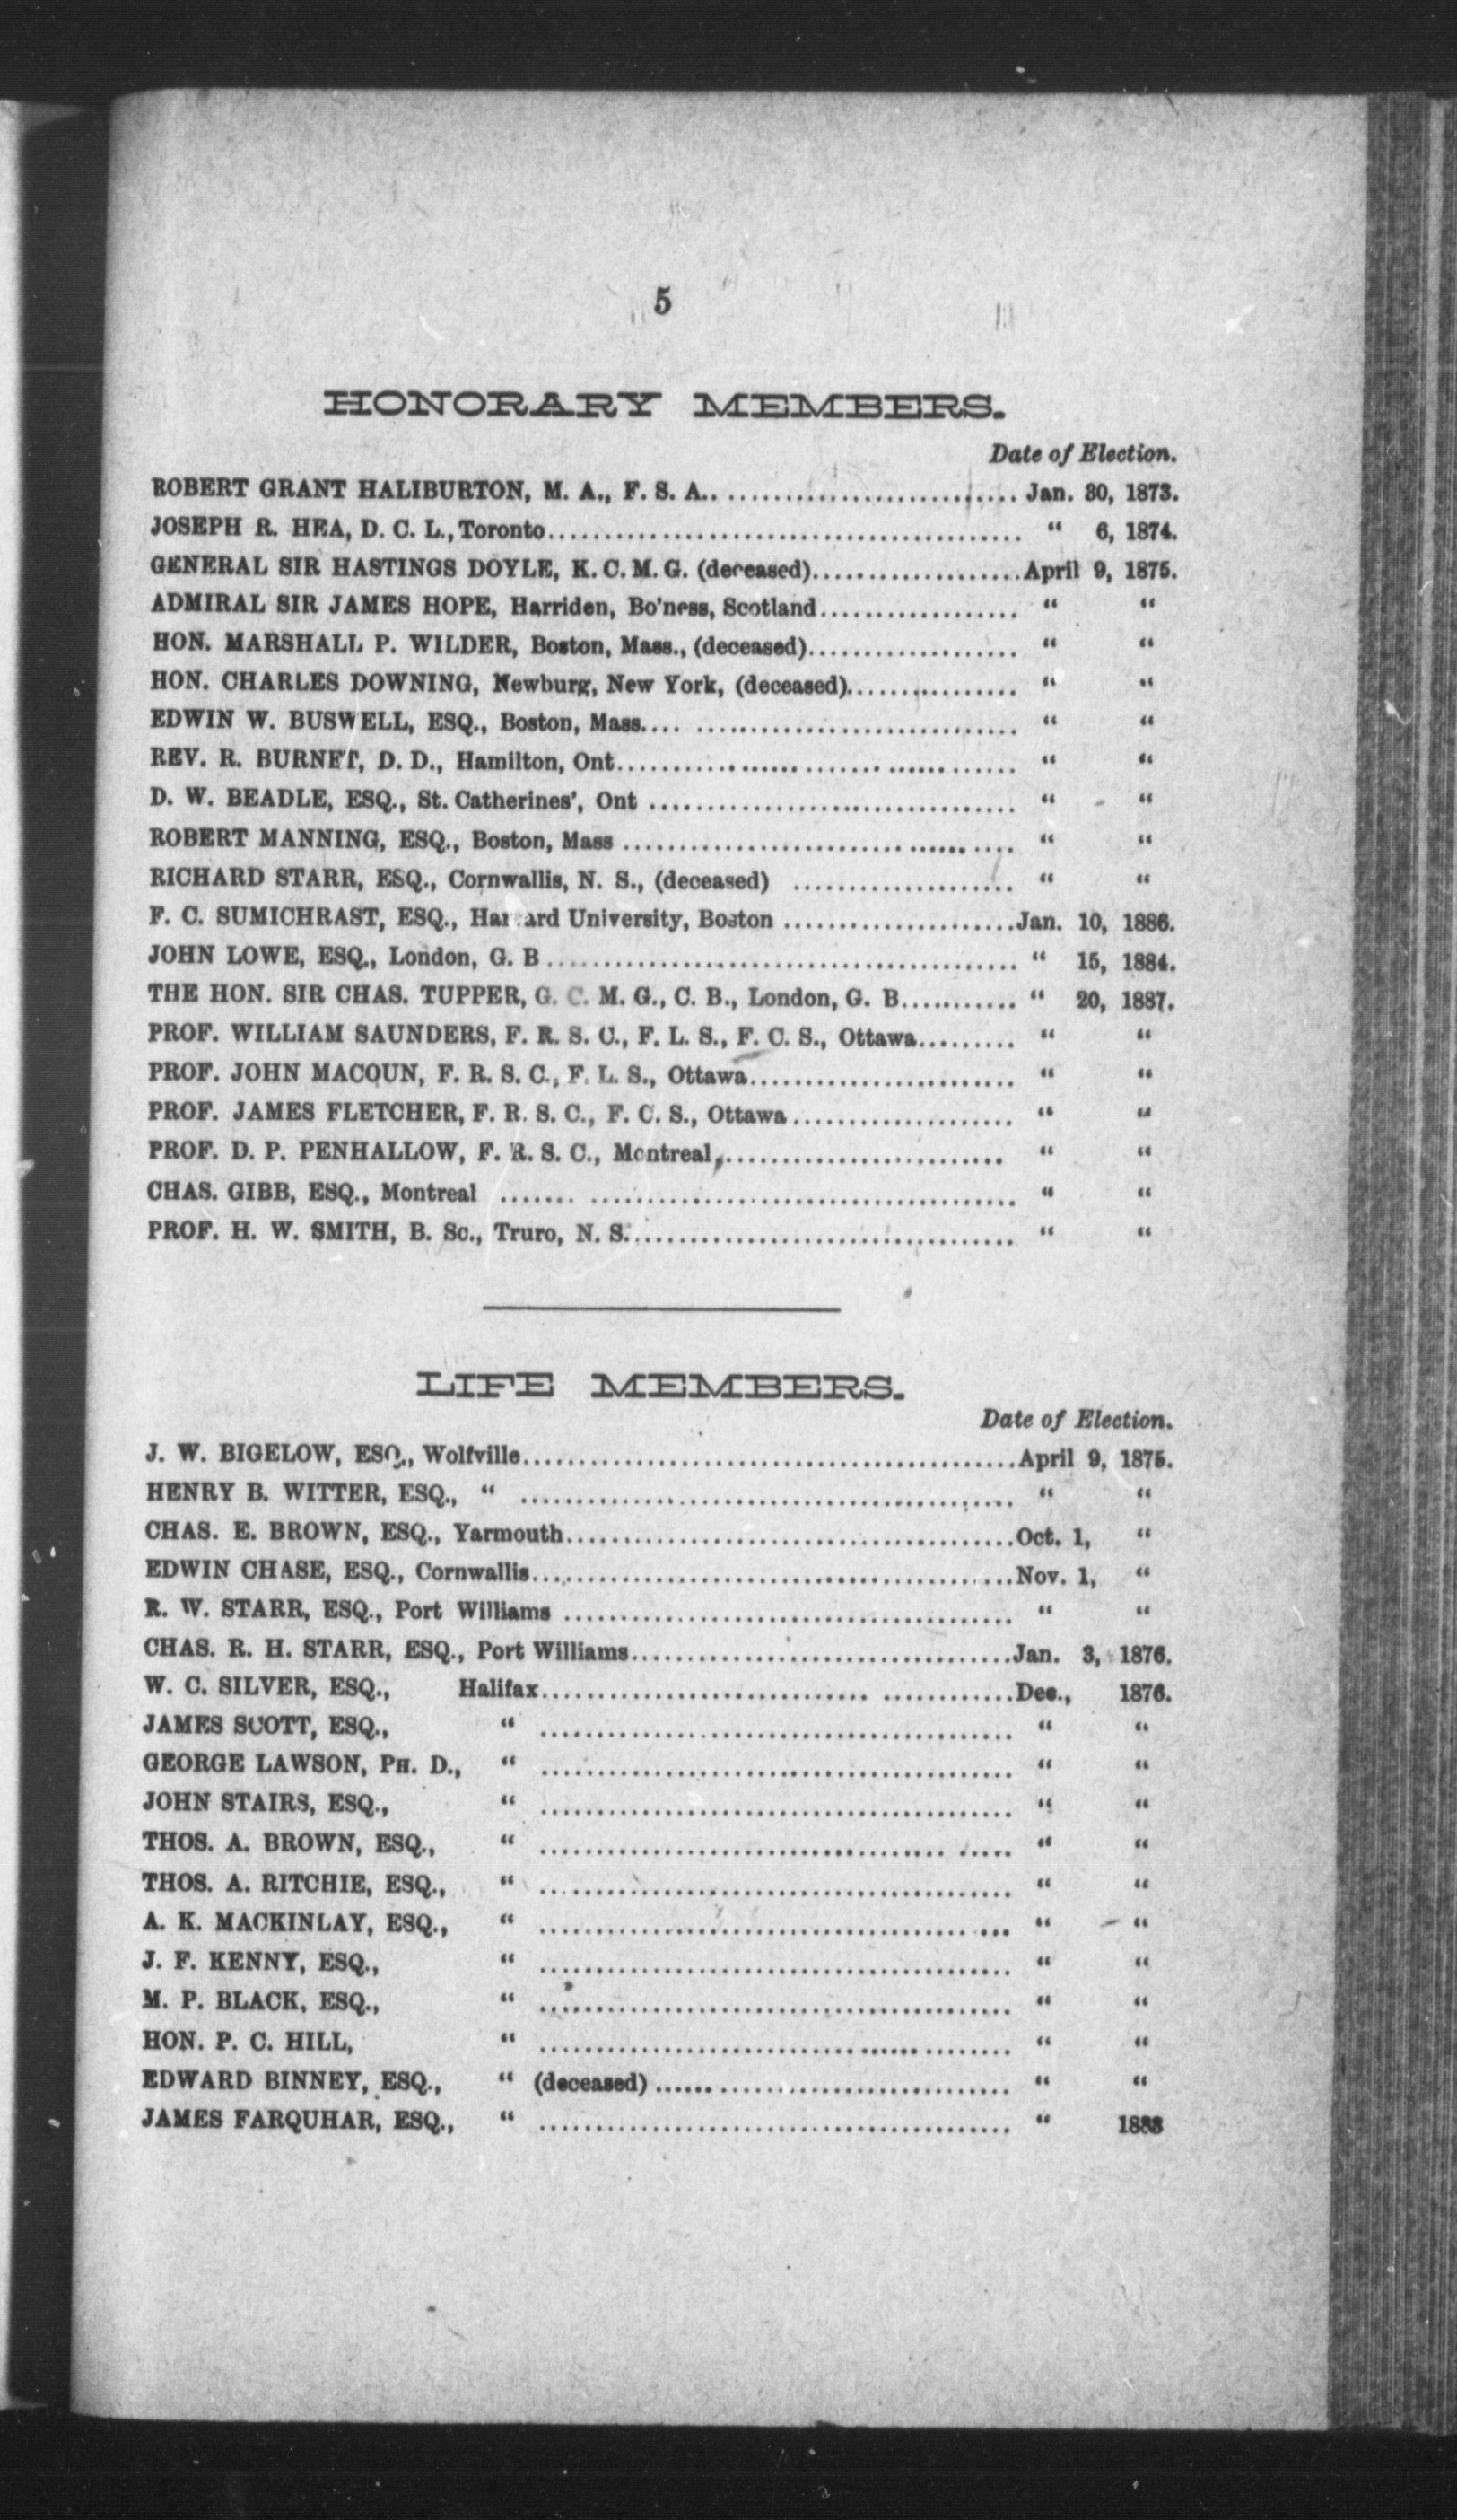 5
HONORARY MEMBERS.
Date of Election.
ROBERT GRANT HALIBURTON, M. A., F. S. A.. ............................ Jan. 30, 1873.
JOSEPH R. HEA, D. C. L., Toronto.......................................... “ 6, 1874.
GENERAL SIR HASTINGS DOYLE, K. C. M. G. (deceased)...................April 9, 1875.
ADMIRAL SIR JAMES HOPE, Harriden, Bo'ness, Scotland................... “ “
HON. MARSHALL P. WILDER, Boston, Mass., (deceased)................... “ “
HON. CHARLES DOWNING, Newburg, New York, (deceased)................ “ “
EDWIN W. BUSWELL, ESQ., Boston, Mass.... ............................. “ “
REV. R. BURNET, D. D., Hamilton, Ont..................................... “ “
D. W. BEADLE, ESQ., St. Catherines', Ont ................................. “ “
ROBERT MANNING, ESQ., Boston, Mass ................................... “ “
RICHARD STARR, ESQ., Cornwallis, N. S., (deceased) .................... “ “
F. C. SUMICHRAST, ESQ., Harvard University, Boston .....................Jan. 10, 1886.
JOHN LOWE, ESQ., London, G. B.......................................... “ 15, 1884.
THE HON. SIR CHAS. TUPPER, G. C. M. G., C. B., London, G. B........... “ 20, 1887.
PROF. WILLIAM SAUNDERS, F. R. S. C., F. L. S., F. C. S., Ottawa......... “ “
PROF. JOHN MACOUN, F. R. S. C., F. L. S., Ottawa........................ “ “
PROF. JAMES FLETCHER, F. R. S. C., F. C. S., Ottawa.................... “ “
PROF. D. P. PENHALLOW, F. R. S. C., Montreal,......................... “ “
CHAS. GIBB, ESQ., Montreal ....... ...................................... “ “
PROF. H. W. SMITH, B. Sc., Truro, N. S.................................... “ “
LIFE MEMBERS.
Date of Election.
J. W. BIGELOW, ESQ., Wolfville............................................April 9, 1875.
HENRY B. WITTER, ESQ., “ ............................................ “ “
CHAS. E. BROWN, ESQ., Yarmouth........................................Oct. 1, “
EDWIN CHASE, ESQ., Cornwallis...........................................Nov. 1, “
R. W. STARR, ESQ., Port Williams ........................................ “ “
CHAS. R. H. STARR, ESQ., Port Williams..................................Jan. 3, 1876.
W. C. SILVER, ESQ., Halifax............................. ............Dec., 1876.
JAMES SCOTT, ESQ., “ .......................................... “ “
GEORGE LAWSON, PH. D., “ .......................................... “ “
JOHN STAIRS, ESQ., “ .......................................... “ “
THOS. A. BROWN, ESQ., “ .................................... ..... “ “
THOS. A. RITCHIE, ESQ., “ .......................................... “ “
A. K. MACKINLAY, ESQ., “ .......................................... “ “
J. F. KENNY, ESQ., “ .......................................... “ “
M. P. BLACK, ESQ., “ .......................................... “ “
HON. P. C. HILL, “ .......................................... “ “
EDWARD BINNEY, ESQ., “ (deceased) ................................ “ “
JAMES FARQUHAR, ESQ., “ .......................................... “ 1888